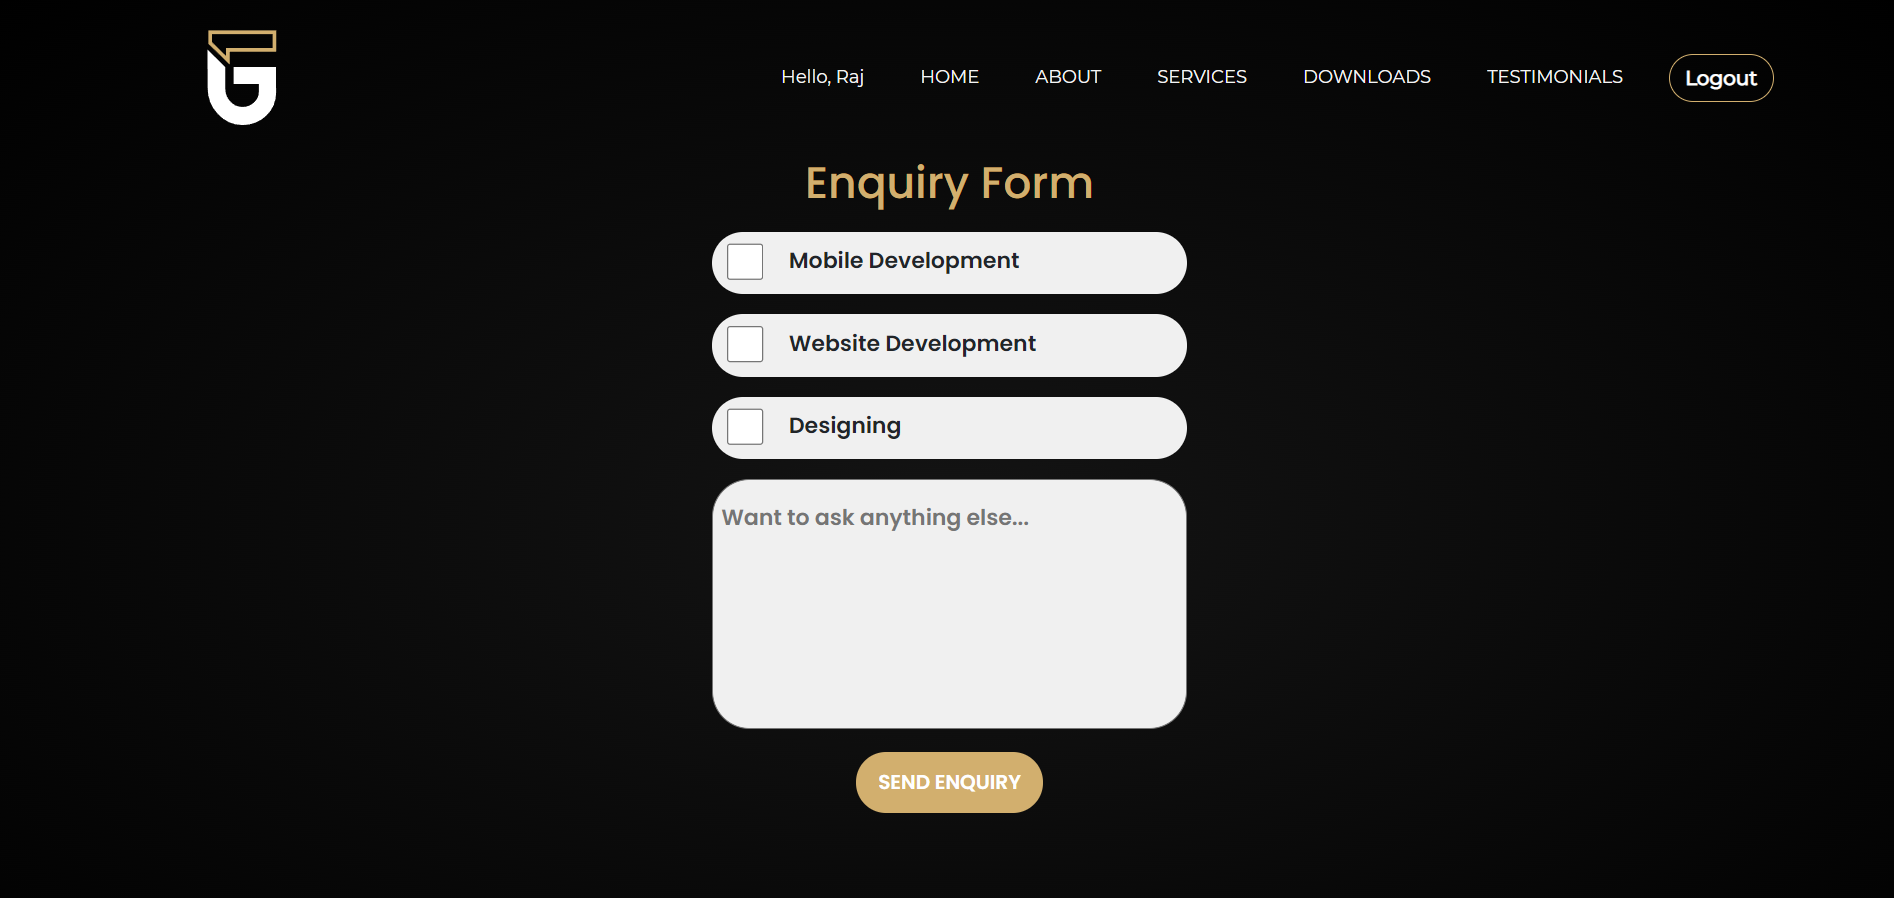 Hello, Raj HOME ABOUT SERVICES DOWNLOADS TESTIMONIALS Logout
Enquiry Form
Mobile Development
Website Development
Designing
Want to ask anything else...
SEND ENQUIRY